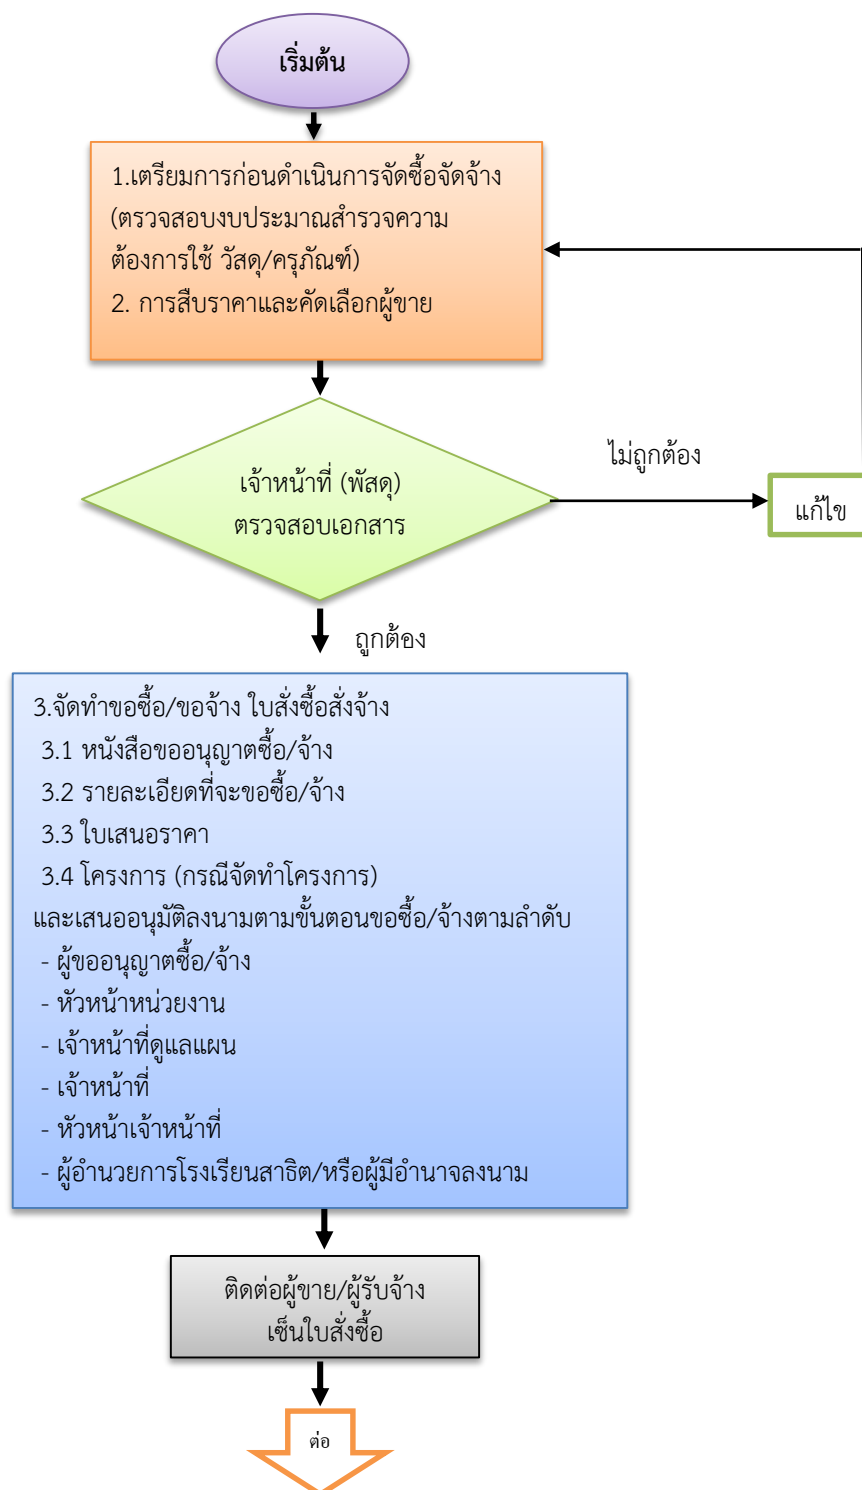 เริ่มต้น
1.เตรียมการก่อนดำเนินการจัดซื้อจัดจ้าง
(ตรวจสอบงบประมาณสำรวจความ
ต้องการใช้ วัสดุ/ครุภัณฑ์)
2. การสืบราคาและคัดเลือกผู้ขาย
เจ้าหน้าที่ (พัสดุ)
ตรวจสอบเอกสาร
ไม่ถูกต้อง
แก้ไข
ถูกต้อง
3.จัดทำขอซื้อ/ขอจ้าง ใบสั่งซื้อสั่งจ้าง
3.1 หนังสือขออนุญาตซื้อ/จ้าง
3.2 รายละเอียดที่จะขอซื้อ/จ้าง
3.3 ใบเสนอราคา
3.4 โครงการ (กรณีจัดทำโครงการ)
และเสนออนุมัติลงนามตามขั้นตอนขอซื้อ/จ้างตามลำดับ
- ผู้ขออนุญาตซื้อ/จ้าง
- หัวหน้าหน่วยงาน
- เจ้าหน้าที่ดูแลแผน
- เจ้าหน้าที่
- หัวหน้าเจ้าหน้าที่
- ผู้อำนวยการโรงเรียนสาธิต/หรือผู้มีอำนาจลงนาม
ติดต่อผู้ขาย/ผู้รับจ้าง
เซ็นใบสั่งซื้อ
ต่อ